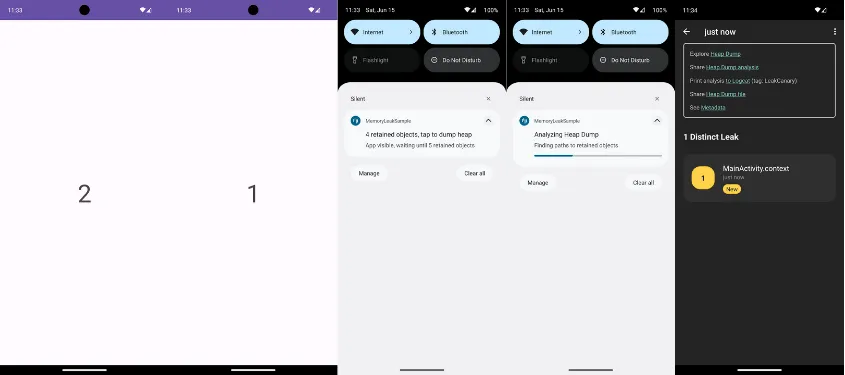 11:33
2
11:33
1
11:33 Sat, Jun 15 100%
Internet
Bluetooth
Flashlight
Do Not Disturb
Silent
MemoryLeakSample
4 retained objects, tap to dump heap
App visible, waiting until 5 retained objects
Manage
Clear all
11:33 Sat, Jun 15 100%
Internet
Bluetooth
Flashlight
Do Not Disturb
Silent
MemoryLeakSample
Analyzing Heap Dump
Finding paths to retained objects
Manage
Clear all
11:34
just now
Explore Heap Dump
Share Heap Dump analysis
Print analysis to Logcat (tag: LeakCanary)
Share Heap Dump file
See Metadata
1 Distinct Leak
1
MainActivity.context
just now
New